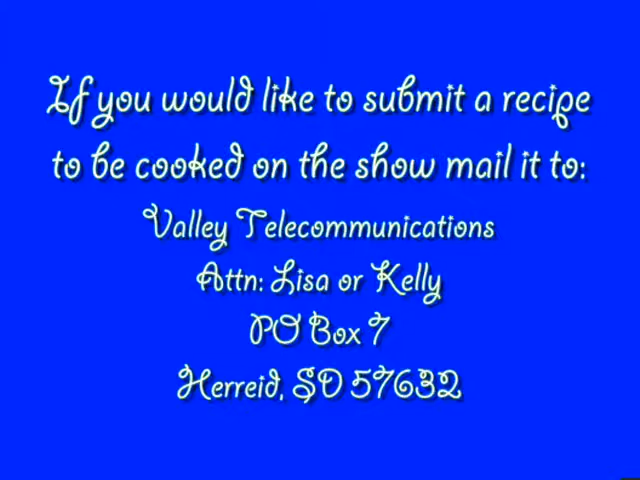 If you would like to submit a recipe
to be cooked on the show mail it to:
Valley Telecommunications
Attn: Lisa or Kelly
PO Box 7
Herreid, SD 57632